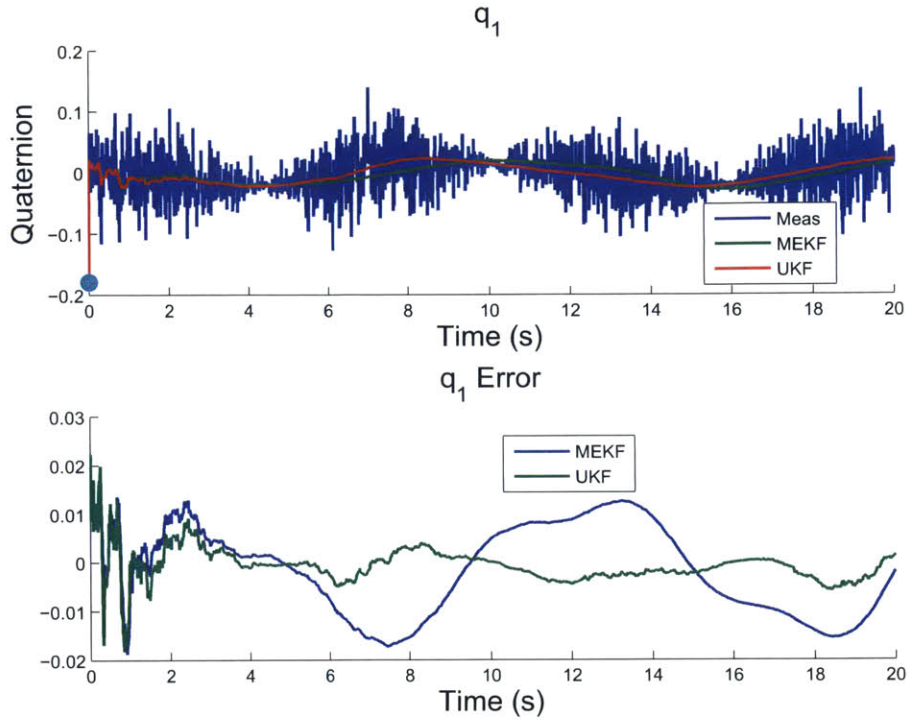 q1
0.2
0.1
0
−0.1
−0.2
Quaternion
Meas
MEKF
UKF
0 2 4 6 8 10 12 14 16 18 20
Time (s)
q1 Error
0.03
0.02
0.01
0
−0.01
−0.02
MEKF
UKF
0 2 4 6 8 10 12 14 16 18 20
Time (s)